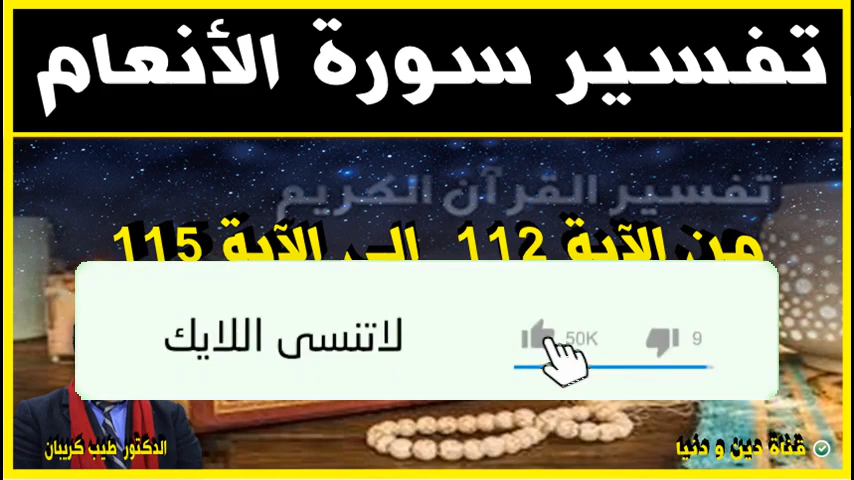 تفسير سورة الأنعام
تفسير القرآن الكريم
من الآية 112 الى الآية 115
لاتنسى اللايك
50K 9
الدكتور طيب كريبان
قناة دين و دنيا